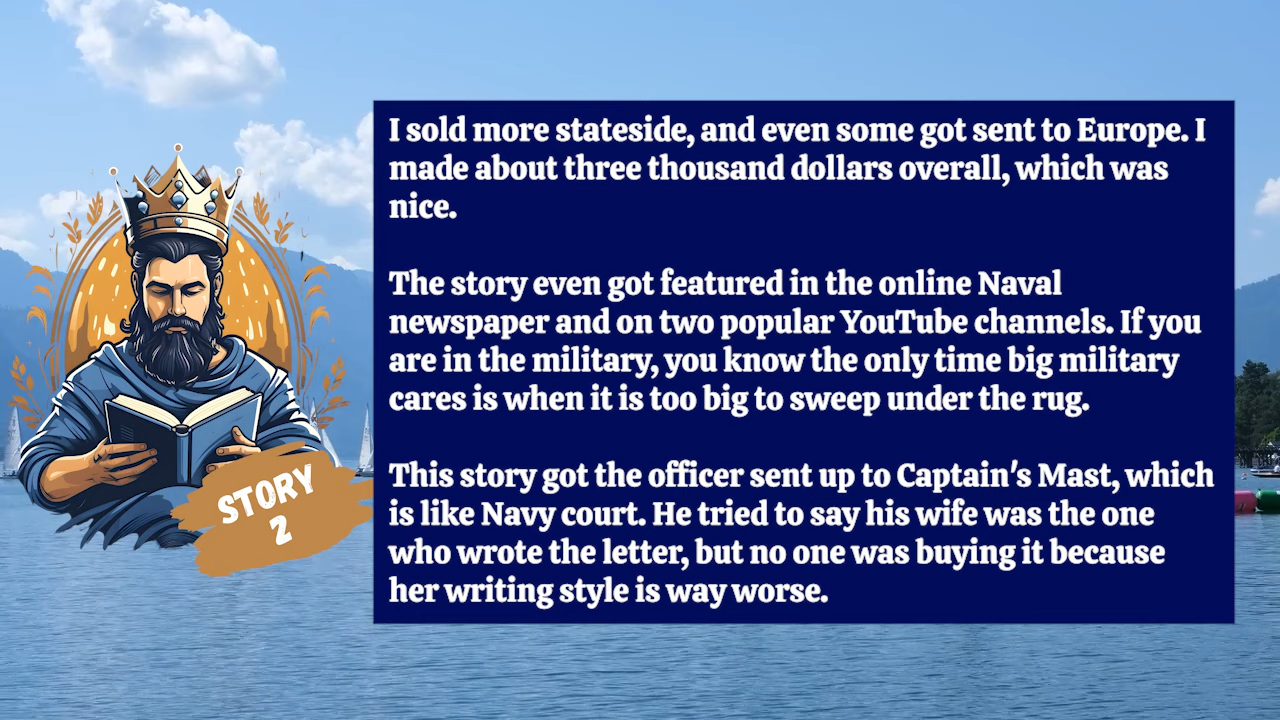 I sold more stateside, and even some got sent to Europe. I
made about three thousand dollars overall, which was
nice.
The story even got featured in the online Naval
newspaper and on two popular YouTube channels. If you
are in the military, you know the only time big military
cares is when it is too big to sweep under the rug.
This story got the officer sent up to Captain's Mast, which
is like Navy court. He tried to say his wife was the one
who wrote the letter, but no one was buying it because
her writing style is way worse.
STORY
2